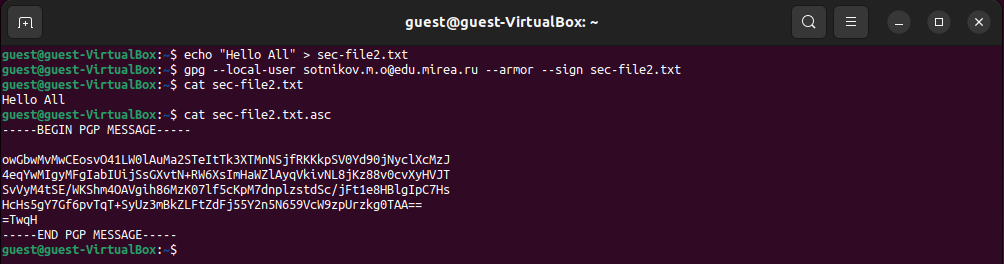 guest@guest-VirtualBox: ~
guest@guest-VirtualBox:~$ echo "Hello All" > sec-file2.txt
guest@guest-VirtualBox:~$ gpg --local-user sotnikov.m.o@edu.mirea.ru --armor --sign sec-file2.txt
guest@guest-VirtualBox:~$ cat sec-file2.txt
Hello All
guest@guest-VirtualBox:~$ cat sec-file2.txt.asc
-----BEGIN PGP MESSAGE-----
owGbwMvMwCEosvO41LW0lAuMa2STeItTk3XTMnNSjfRKKkpSV0Yd90jNyclXcMzJ
4eqYwMIgyMFgIabIUijSsGXvtN+RW6XsImHaWZlAyqVkivNL8jKz88v0cvXyHVJT
SvVyM4tSE/WKShm4OAVgih86MzK07lf5cKpM7dnplzstdSc/jFt1e8HBlgIpC7Hs
HcHs5gY7Gf6pvTqT+SyUz3mBkZLFtZdFj55Y2n5N659VcW9zpUrzkg0TAA==
=TwqH
-----END PGP MESSAGE-----
guest@guest-VirtualBox:~$